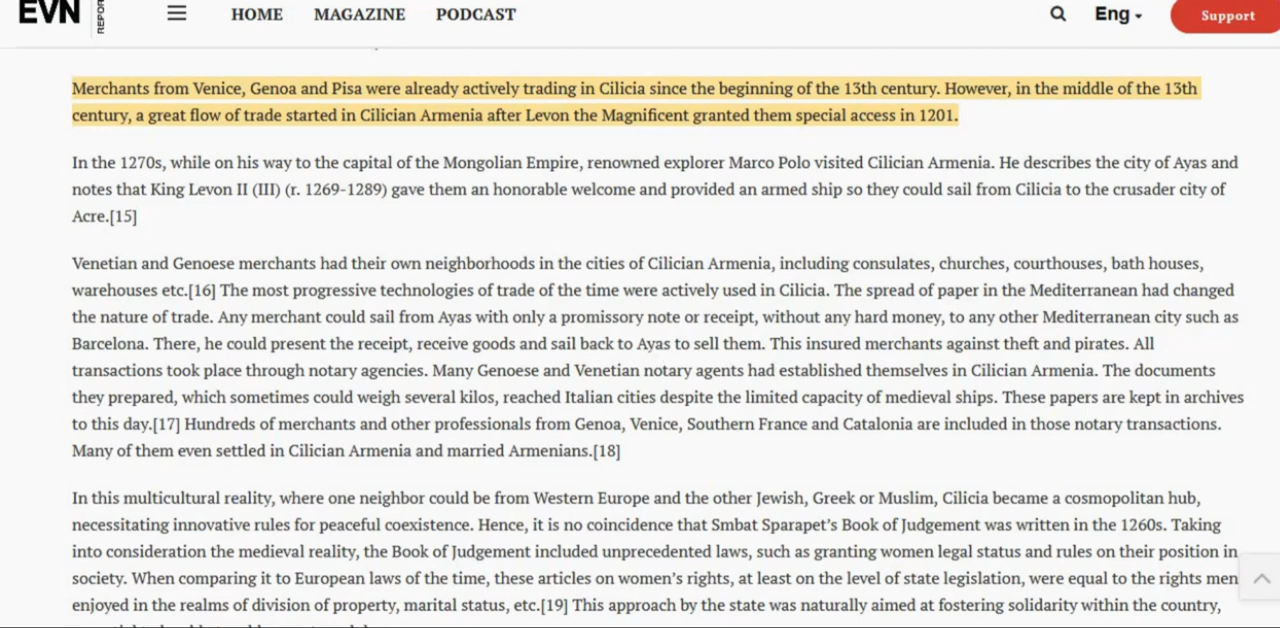 EVN
REPORT
HOME MAGAZINE PODCAST
Eng
Support
Merchants from Venice, Genoa and Pisa were already actively trading in Cilicia since the beginning of the 13th century. However, in the middle of the 13th
century, a great flow of trade started in Cilician Armenia after Levon the Magnificent granted them special access in 1201.
In the 1270s, while on his way to the capital of the Mongolian Empire, renowned explorer Marco Polo visited Cilician Armenia. He describes the city of Ayas and
notes that King Levon II (III) (r. 1269-1289) gave them an honorable welcome and provided an armed ship so they could sail from Cilicia to the crusader city of
Acre.[15]
Venetian and Genoese merchants had their own neighborhoods in the cities of Cilician Armenia, including consulates, churches, courthouses, bath houses,
warehouses etc.[16] The most progressive technologies of trade of the time were actively used in Cilicia. The spread of paper in the Mediterranean had changed
the nature of trade. Any merchant could sail from Ayas with only a promissory note or receipt, without any hard money, to any other Mediterranean city such as
Barcelona. There, he could present the receipt, receive goods and sail back to Ayas to sell them. This insured merchants against theft and pirates. All
transactions took place through notary agencies. Many Genoese and Venetian notary agents had established themselves in Cilician Armenia. The documents
they prepared, which sometimes could weigh several kilos, reached Italian cities despite the limited capacity of medieval ships. These papers are kept in archives
to this day.[17] Hundreds of merchants and other professionals from Genoa, Venice, Southern France and Catalonia are included in those notary transactions.
Many of them even settled in Cilician Armenia and married Armenians.[18]
In this multicultural reality, where one neighbor could be from Western Europe and the other Jewish, Greek or Muslim, Cilicia became a cosmopolitan hub,
necessitating innovative rules for peaceful coexistence. Hence, it is no coincidence that Smbat Sparapet's Book of Judgement was written in the 1260s. Taking
into consideration the medieval reality, the Book of Judgement included unprecedented laws, such as granting women legal status and rules on their position in
society. When comparing it to European laws of the time, these articles on women's rights, at least on the level of state legislation, were equal to the rights men
enjoyed in the realms of division of property, marital status, etc.[19] This approach by the state was naturally aimed at fostering solidarity within the country,